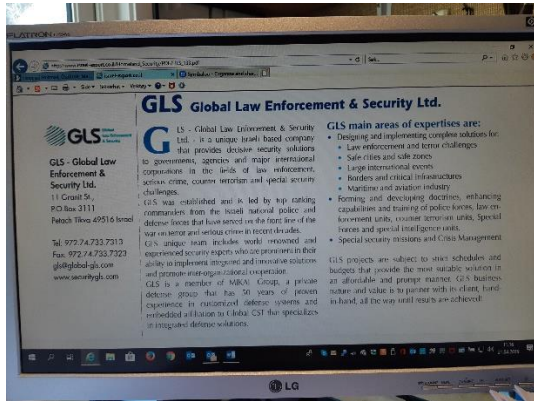 FLATRON
GLS Global Law Enforcement & Security Ltd.
GLS
GLS - Global Law
Enforcement &
Security Ltd.
11 Granit St.,
P.O.Box 3111
Petach Tikva 49516 Israel
Tel. 972.74.733.7313
Fax. 972.74.733.7323
gls@global-gls.com
www.securitygls.com
GLS - Global Law Enforcement & Security
Ltd. - is a unique Israeli based company
that provides decisive security solutions
to governments, agencies and major international
corporations in the fields of law enforcement,
serious crime, counter terrorism and special security
challenges.
GLS was established and is led by top ranking
commanders from the Israeli national police and
defense forces that have served on the front line of the
war on terror and serious crime in recent decades.
GLS unique team includes world renowned and
experienced security experts who are prominent in their
ability to implement integrated and innovative solutions
and promote inter-organizational cooperation.
GLS is a member of MIKAL Group, a private
defense group that has 50 years of proven
experience in customized defense systems and
embedded affiliation to Global CST that specializes
in integrated defense solutions.
GLS main areas of expertises are:
• Designing and implementing complete solutions for:
• Law enforcement and terror challenges
• Safe cities and safe zones
• Large international events
• Borders and critical infrastructures
• Maritime and aviation industry
• Forming and developing doctrines, enhancing
capabilities and training of police forces, law en-
forcement units, counter terrorism units, Special
Forces and special intelligence units.
• Special security missions and Crisis Management
GLS projects are subject to strict schedules and
budgets that provide the most suitable solution in
an affordable and prompt manner. GLS business
nature and value is to partner with its client, hand-
in-hand, all the way until results are achieved!
LG